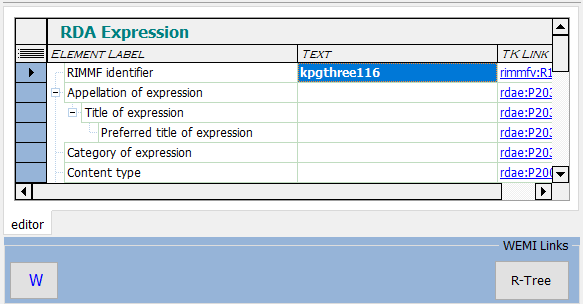 RDA Expression
Element Label Text TK Link
RIMMF identifier kpgthree116 rimmfv:R1
Appellation of expression rdae:P203
Title of expression rdae:P203
Preferred title of expression rdae:P203
Category of expression rdae:P203
Content type rdae:P200
editor
WEMI Links
W R-Tree